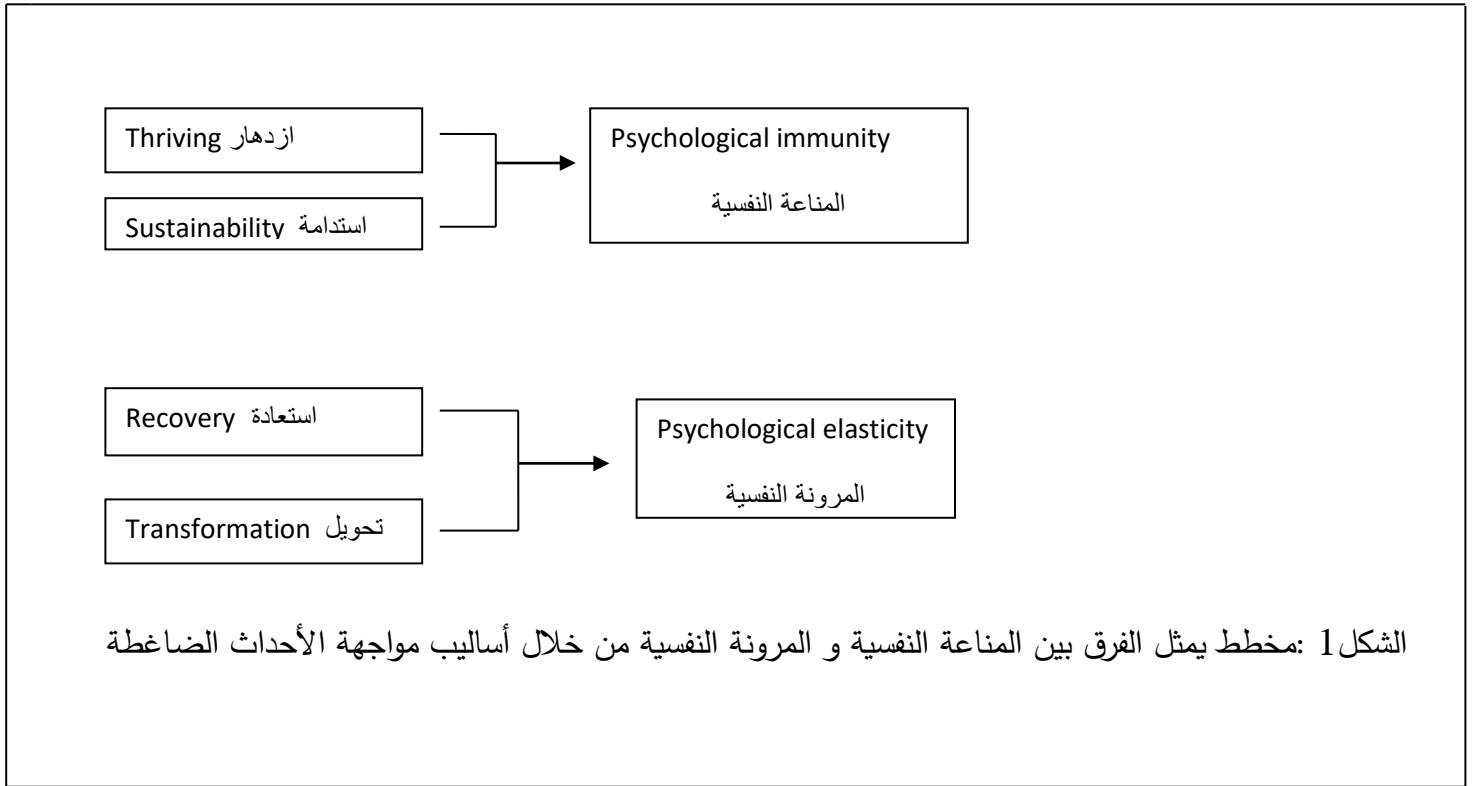 Thriving ازدهار
Psychological immunity
المناعة النفسية
Sustainability استدامة
Recovery استعادة
Psychological elasticity
المرونة النفسية
Transformation تحويل
الشكل1 :مخطط يمثل الفرق بين المناعة النفسية و المرونة النفسية من خلال أساليب مواجهة الأحداث الضاغطة